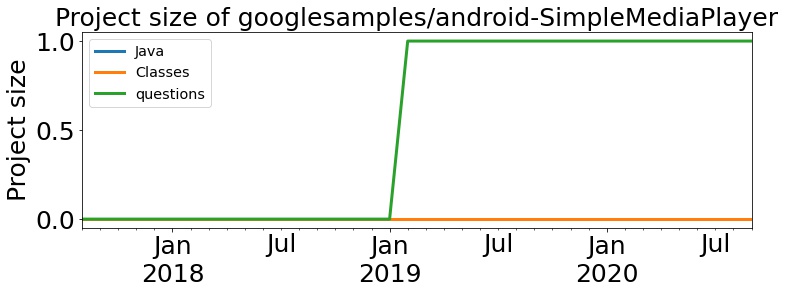 Project size of googlesamples/android-SimpleMediaPlayer
Project size
1.0
0.5
0.0
Java
Classes
questions
Jan
2018
Jul
Jan
2019
Jul
Jan
2020
Jul